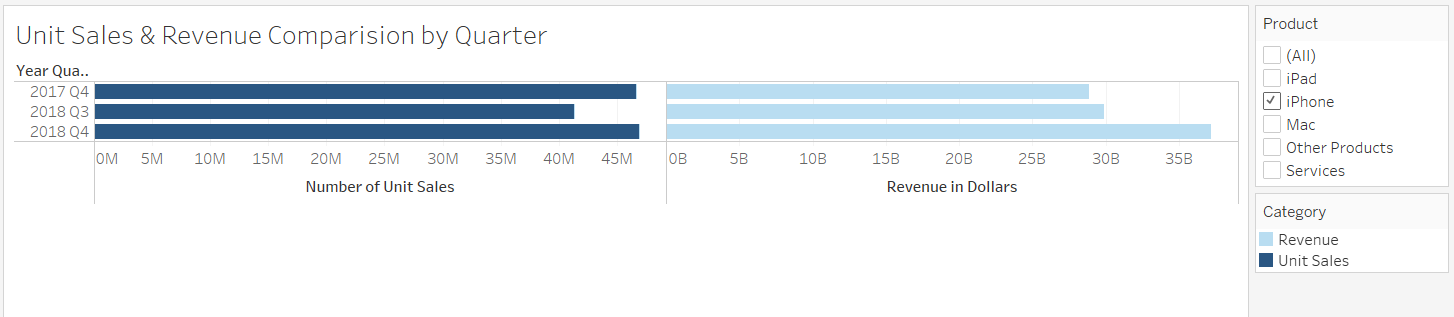 Unit Sales & Revenue Comparision by Quarter
Year Qua..
2017 Q4
2018 Q3
2018 Q4
0M 5M 10M 15M 20M 25M 30M 35M 40M 45M
0B 5B 10B 15B 20B 25B 30B 35B
Number of Unit Sales
Revenue in Dollars
Product
(All)
iPad
iPhone
Mac
Other Products
Services
Category
Revenue
Unit Sales